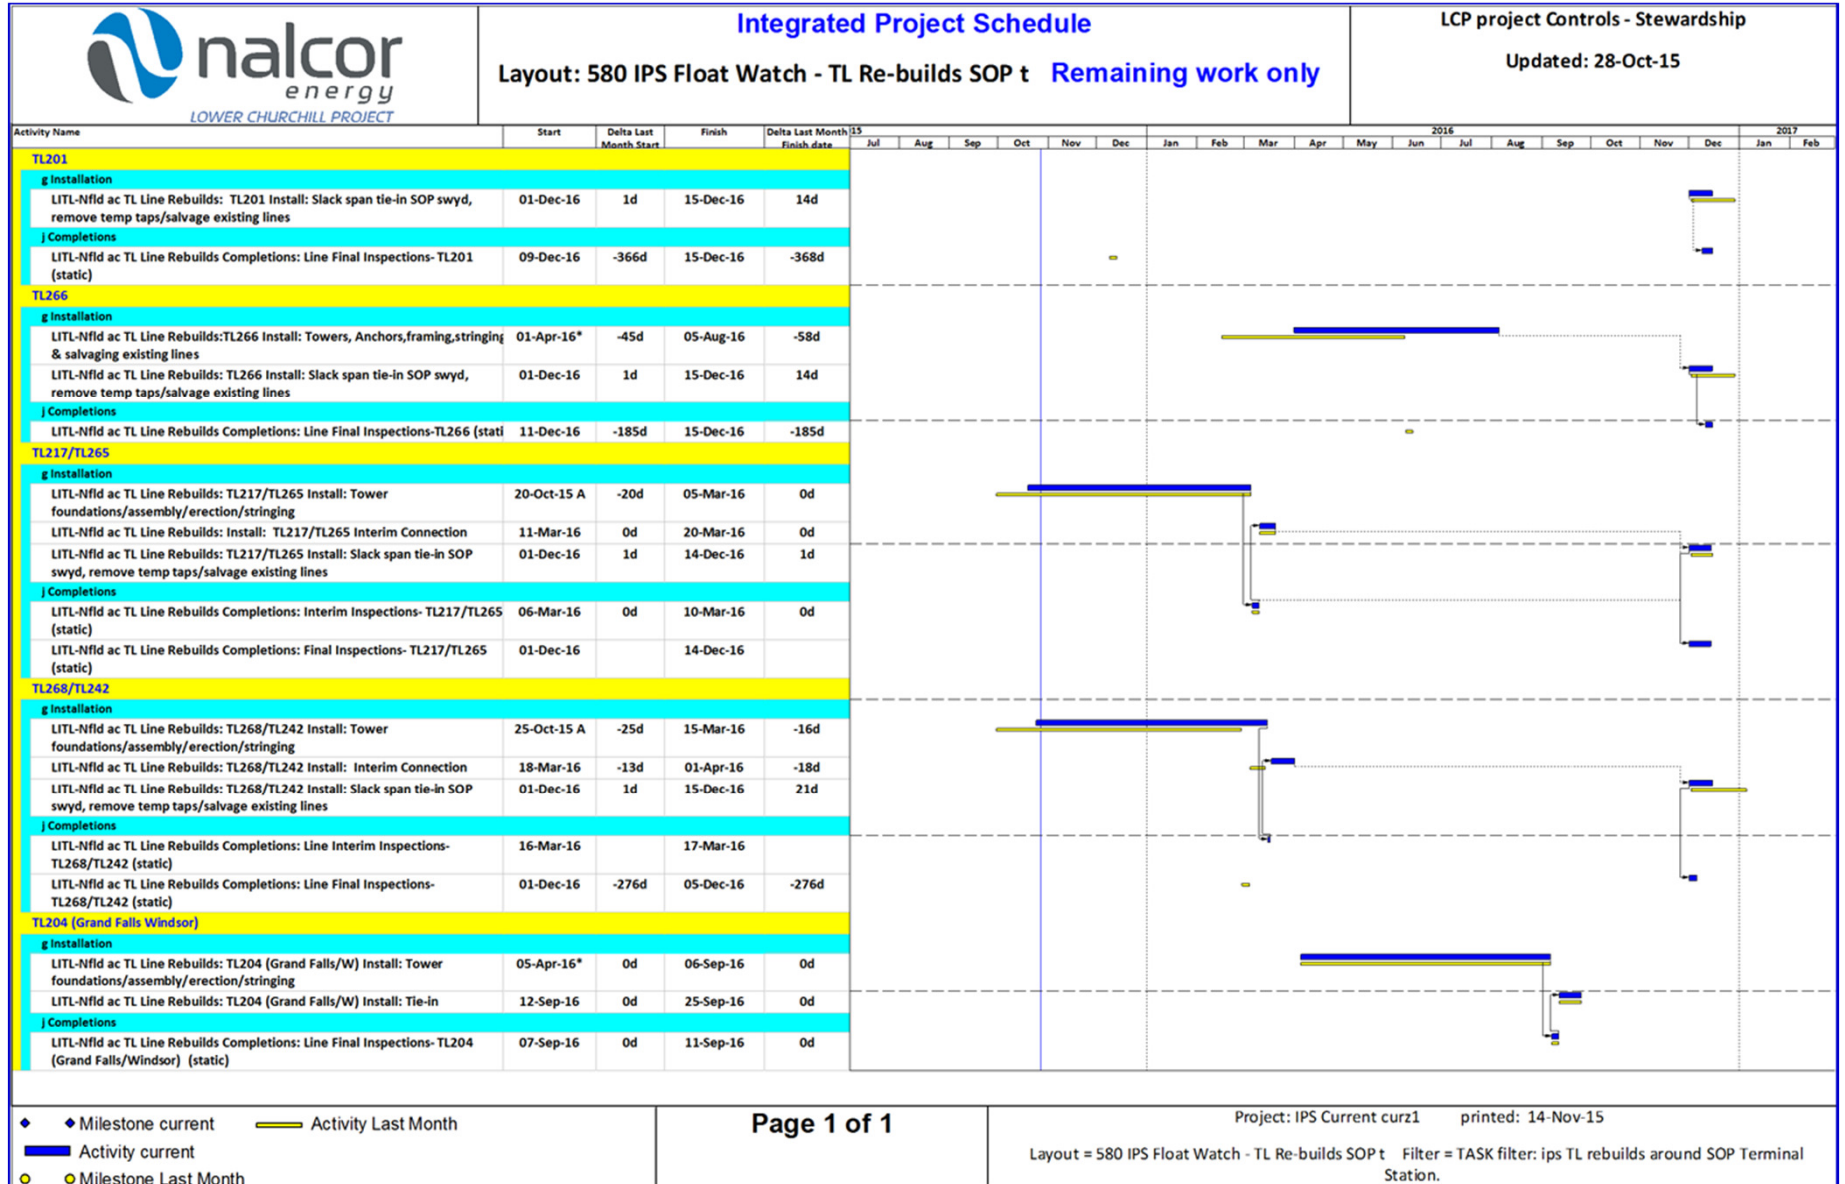 nalcor
energy
LOWER CHURCHILL PROJECT
Integrated Project Schedule
Layout: 580 IPS Float Watch - TL Re-builds SOP t Remaining work only
LCP project Controls - Stewardship
Updated: 28-Oct-15
Activity Name Start Delta Last Month Start Finish Delta Last Month Finish date
15 2016 2017
Jul Aug Sep Oct Nov Dec Jan Feb Mar Apr May Jun Jul Aug Sep Oct Nov Dec Jan Feb
TL201
g Installation
LITL-Nfld ac TL Line Rebuilds: TL201 Install: Slack span tie-in SOP swyd, 01-Dec-16 1d 15-Dec-16 14d
remove temp taps/salvage existing lines
j Completions
LITL-Nfld ac TL Line Rebuilds Completions: Line Final Inspections- TL201 09-Dec-16 -366d 15-Dec-16 -368d
(static)
TL266
g Installation
LITL-Nfld ac TL Line Rebuilds:TL266 Install: Towers, Anchors,framing,stringing 01-Apr-16* -45d 05-Aug-16 -58d
& salvaging existing lines
LITL-Nfld ac TL Line Rebuilds: TL266 Install: Slack span tie-in SOP swyd, 01-Dec-16 1d 15-Dec-16 14d
remove temp taps/salvage existing lines
j Completions
LITL-Nfld ac TL Line Rebuilds Completions: Line Final Inspections-TL266 (stati 11-Dec-16 -185d 15-Dec-16 -185d
TL217/TL265
g Installation
LITL-Nfld ac TL Line Rebuilds: TL217/TL265 Install: Tower 20-Oct-15 A -20d 05-Mar-16 0d
foundations/assembly/erection/stringing
LITL-Nfld ac TL Line Rebuilds: Install: TL217/TL265 Interim Connection 11-Mar-16 0d 20-Mar-16 0d
LITL-Nfld ac TL Line Rebuilds: TL217/TL265 Install: Slack span tie-in SOP 01-Dec-16 1d 14-Dec-16 1d
swyd, remove temp taps/salvage existing lines
j Completions
LITL-Nfld ac TL Line Rebuilds Completions: Interim Inspections- TL217/TL265 06-Mar-16 0d 10-Mar-16 0d
(static)
LITL-Nfld ac TL Line Rebuilds Completions: Final Inspections- TL217/TL265 01-Dec-16 14-Dec-16
(static)
TL268/TL242
g Installation
LITL-Nfld ac TL Line Rebuilds: TL268/TL242 Install: Tower 25-Oct-15 A -25d 15-Mar-16 -16d
foundations/assembly/erection/stringing
LITL-Nfld ac TL Line Rebuilds: TL268/TL242 Install: Interim Connection 18-Mar-16 -13d 01-Apr-16 -18d
LITL-Nfld ac TL Line Rebuilds: TL268/TL242 Install: Slack span tie-in SOP 01-Dec-16 1d 15-Dec-16 21d
swyd, remove temp taps/salvage existing lines
j Completions
LITL-Nfld ac TL Line Rebuilds Completions: Line Interim Inspections- 16-Mar-16 17-Mar-16
TL268/TL242 (static)
LITL-Nfld ac TL Line Rebuilds Completions: Line Final Inspections- 01-Dec-16 -276d 05-Dec-16 -276d
TL268/TL242 (static)
TL204 (Grand Falls Windsor)
g Installation
LITL-Nfld ac TL Line Rebuilds: TL204 (Grand Falls/W) Install: Tower 05-Apr-16* 0d 06-Sep-16 0d
foundations/assembly/erection/stringing
LITL-Nfld ac TL Line Rebuilds: TL204 (Grand Falls/W) Install: Tie-in 12-Sep-16 0d 25-Sep-16 0d
j Completions
LITL-Nfld ac TL Line Rebuilds Completions: Line Final Inspections- TL204 07-Sep-16 0d 11-Sep-16 0d
(Grand Falls/Windsor) (static)
Milestone current Activity Last Month
Activity current
Milestone Last Month
Page 1 of 1
Project: IPS Current curz1 printed: 14-Nov-15
Layout = 580 IPS Float Watch - TL Re-builds SOP t Filter = TASK filter: ips TL rebuilds around SOP Terminal
Station.